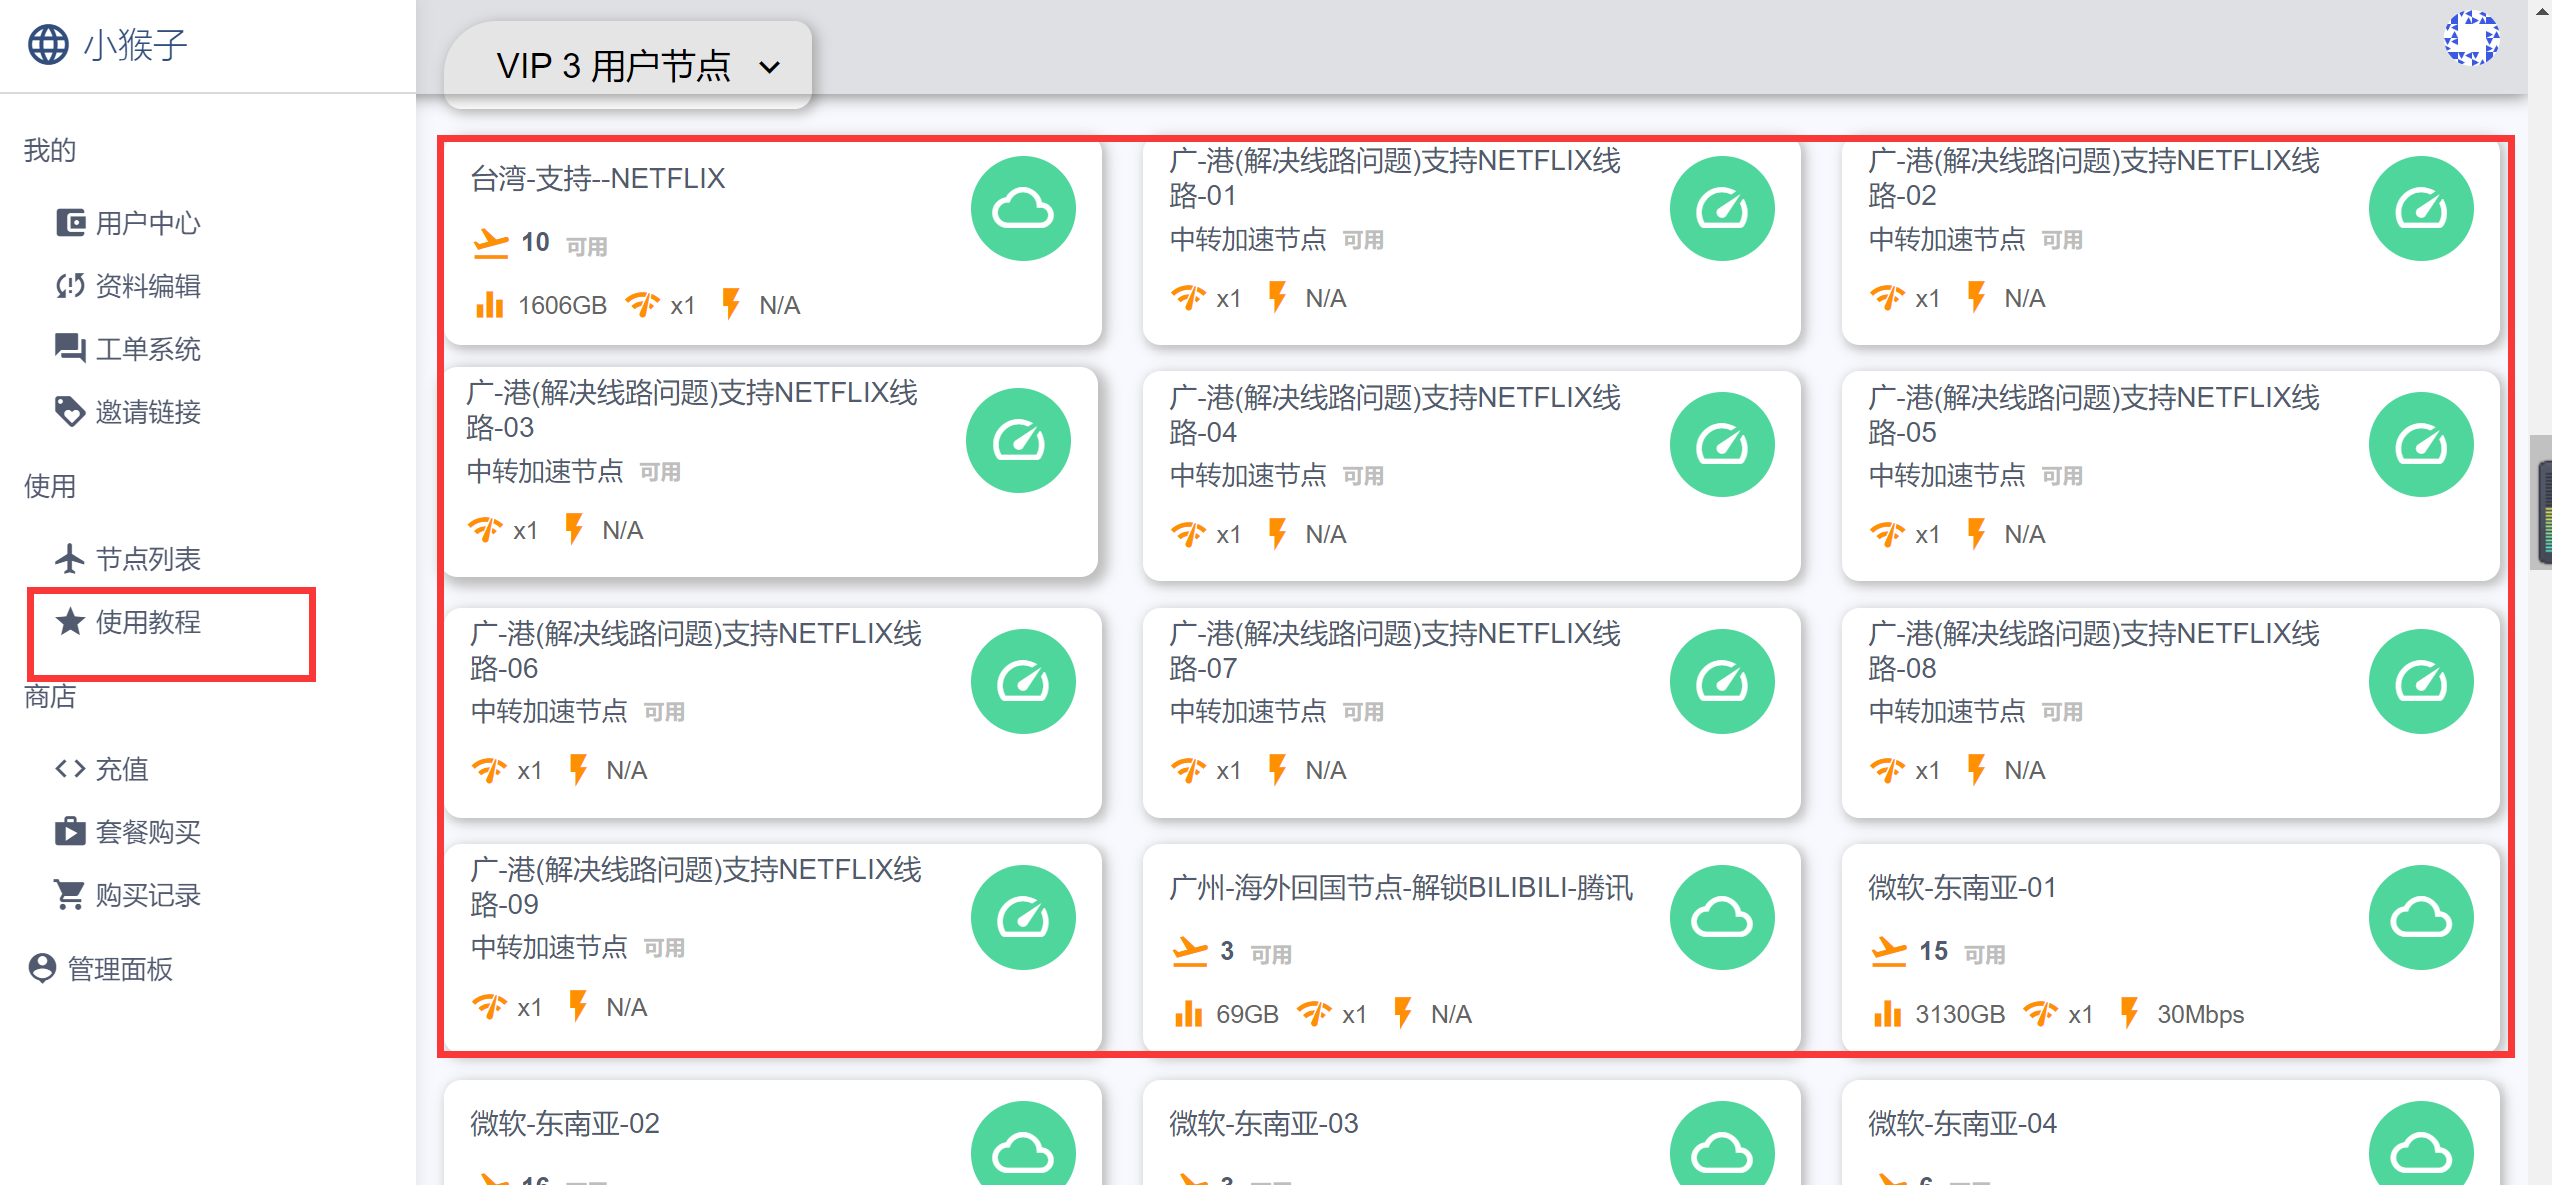 小猴子
VIP 3 用户节点
我的
用户中心
资料编辑
工单系统
邀请链接
使用
节点列表
使用教程
商店
充值
套餐购买
购买记录
管理面板
台湾-支持--NETFLIX
10 可用
1606GB x1 N/A
广-港(解决线路问题)支持NETFLIX线
路-01
中转加速节点 可用
x1 N/A
广-港(解决线路问题)支持NETFLIX线
路-02
中转加速节点 可用
x1 N/A
广-港(解决线路问题)支持NETFLIX线
路-03
中转加速节点 可用
x1 N/A
广-港(解决线路问题)支持NETFLIX线
路-04
中转加速节点 可用
x1 N/A
广-港(解决线路问题)支持NETFLIX线
路-05
中转加速节点 可用
x1 N/A
广-港(解决线路问题)支持NETFLIX线
路-06
中转加速节点 可用
x1 N/A
广-港(解决线路问题)支持NETFLIX线
路-07
中转加速节点 可用
x1 N/A
广-港(解决线路问题)支持NETFLIX线
路-08
中转加速节点 可用
x1 N/A
广-港(解决线路问题)支持NETFLIX线
路-09
中转加速节点 可用
x1 N/A
广州-海外回国节点-解锁BILIBILI-腾讯
3 可用
69GB x1 N/A
微软-东南亚-01
15 可用
3130GB x1 30Mbps
微软-东南亚-02
微软-东南亚-03
微软-东南亚-04